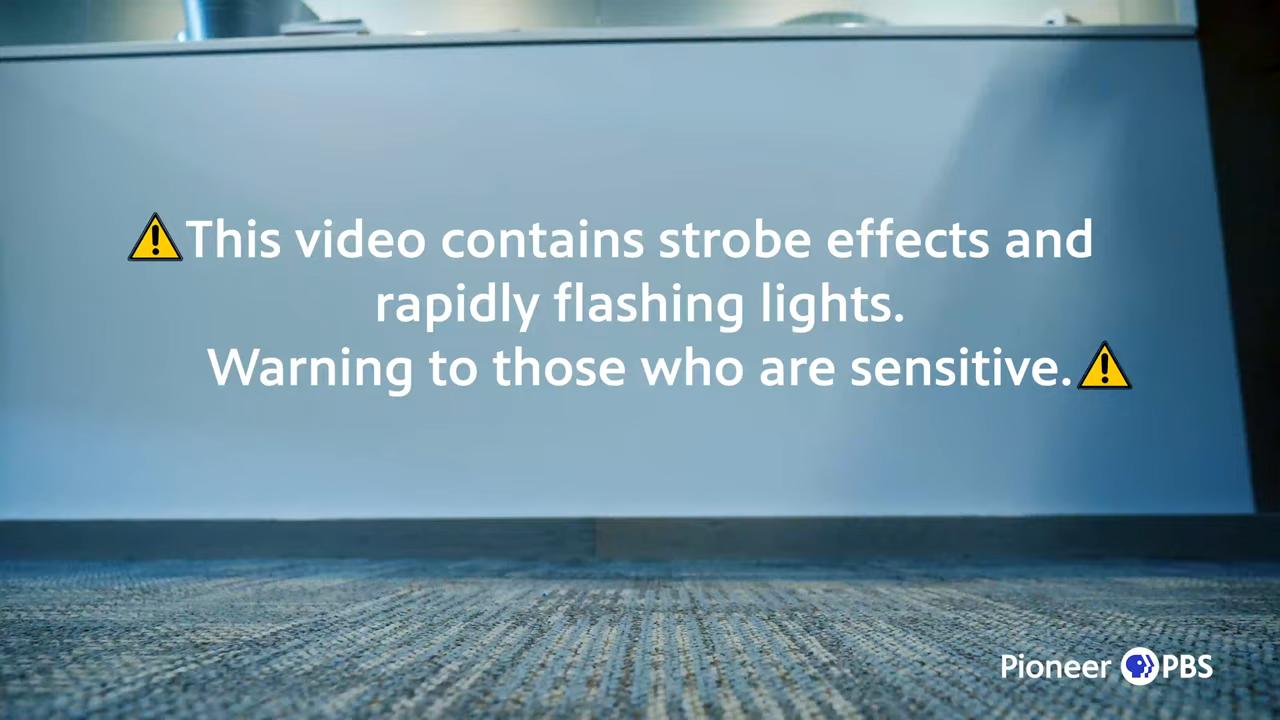 ⚠️This video contains strobe effects and
rapidly flashing lights.
Warning to those who are sensitive.⚠️
Pioneer PBS